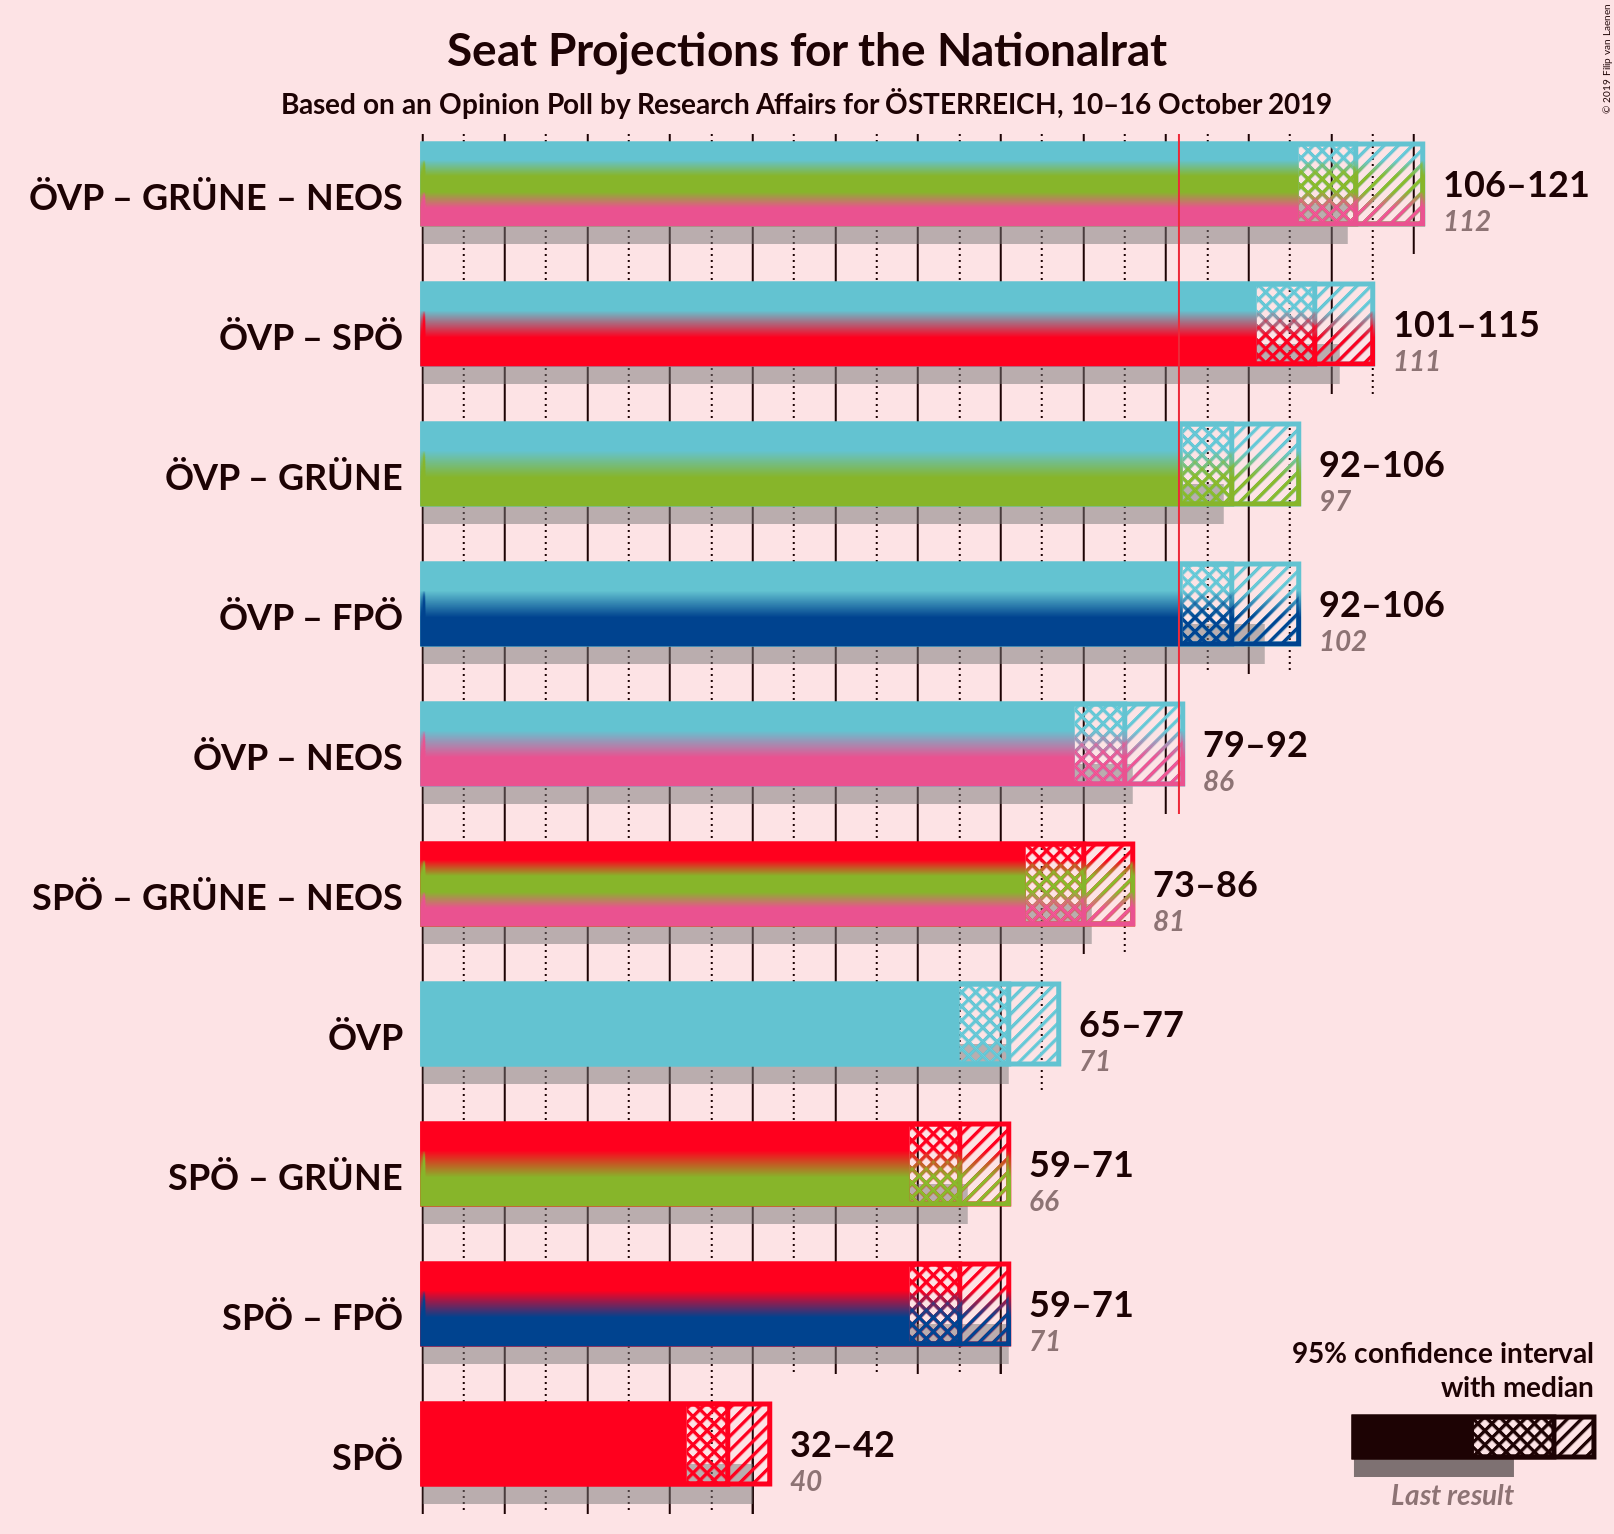 Seat Projections for the Nationalrat
Based on an Opinion Poll by Research Affairs for ÖSTERREICH, 10–16 October 2019
© 2019 Filip van Laenen
ÖVP – GRÜNE – NEOS
106–121
112
ÖVP – SPÖ
101–115
111
ÖVP – GRÜNE
92–106
97
ÖVP – FPÖ
92–106
102
ÖVP – NEOS
79–92
86
SPÖ – GRÜNE – NEOS
73–86
81
ÖVP
65–77
71
SPÖ – GRÜNE
59–71
66
SPÖ – FPÖ
59–71
71
SPÖ
32–42
40
95% confidence interval
with median
Last result